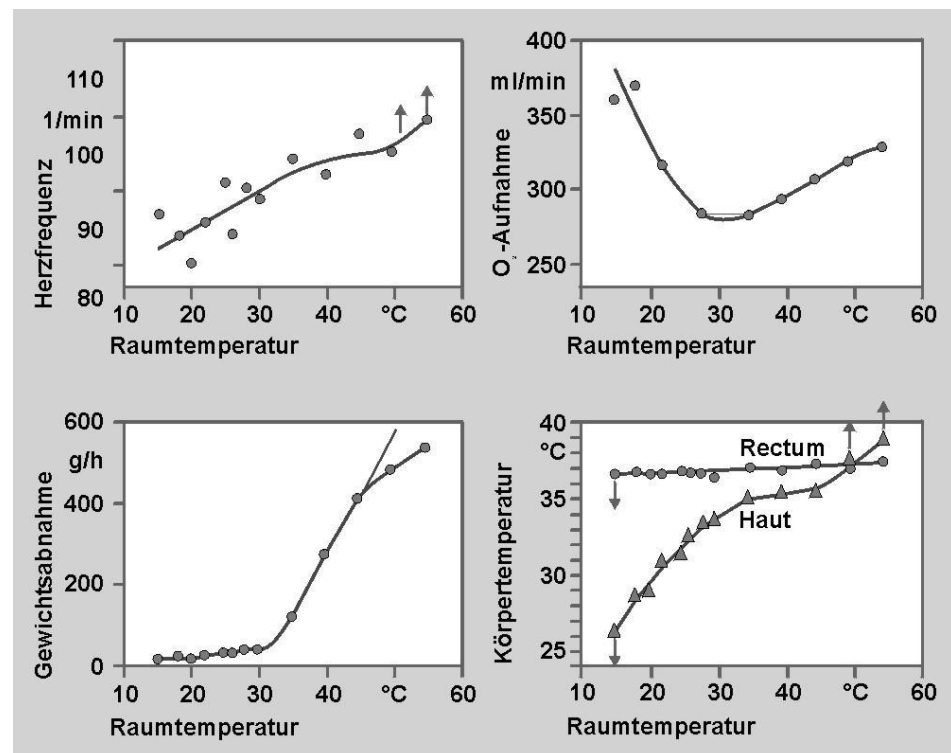 110
1/min
100
90
80
Herzfrequenz
10 20 30 40 °C 60
Raumtemperatur
400
ml/min
350
300
250
O₂-Aufnahme
10 20 30 40 °C 60
Raumtemperatur
600
g/h
400
200
0
Gewichtsabnahme
10 20 30 40 °C 60
Raumtemperatur
40
°C
35
30
25
Körpertemperatur
Rectum
Haut
10 20 30 40 °C 60
Raumtemperatur